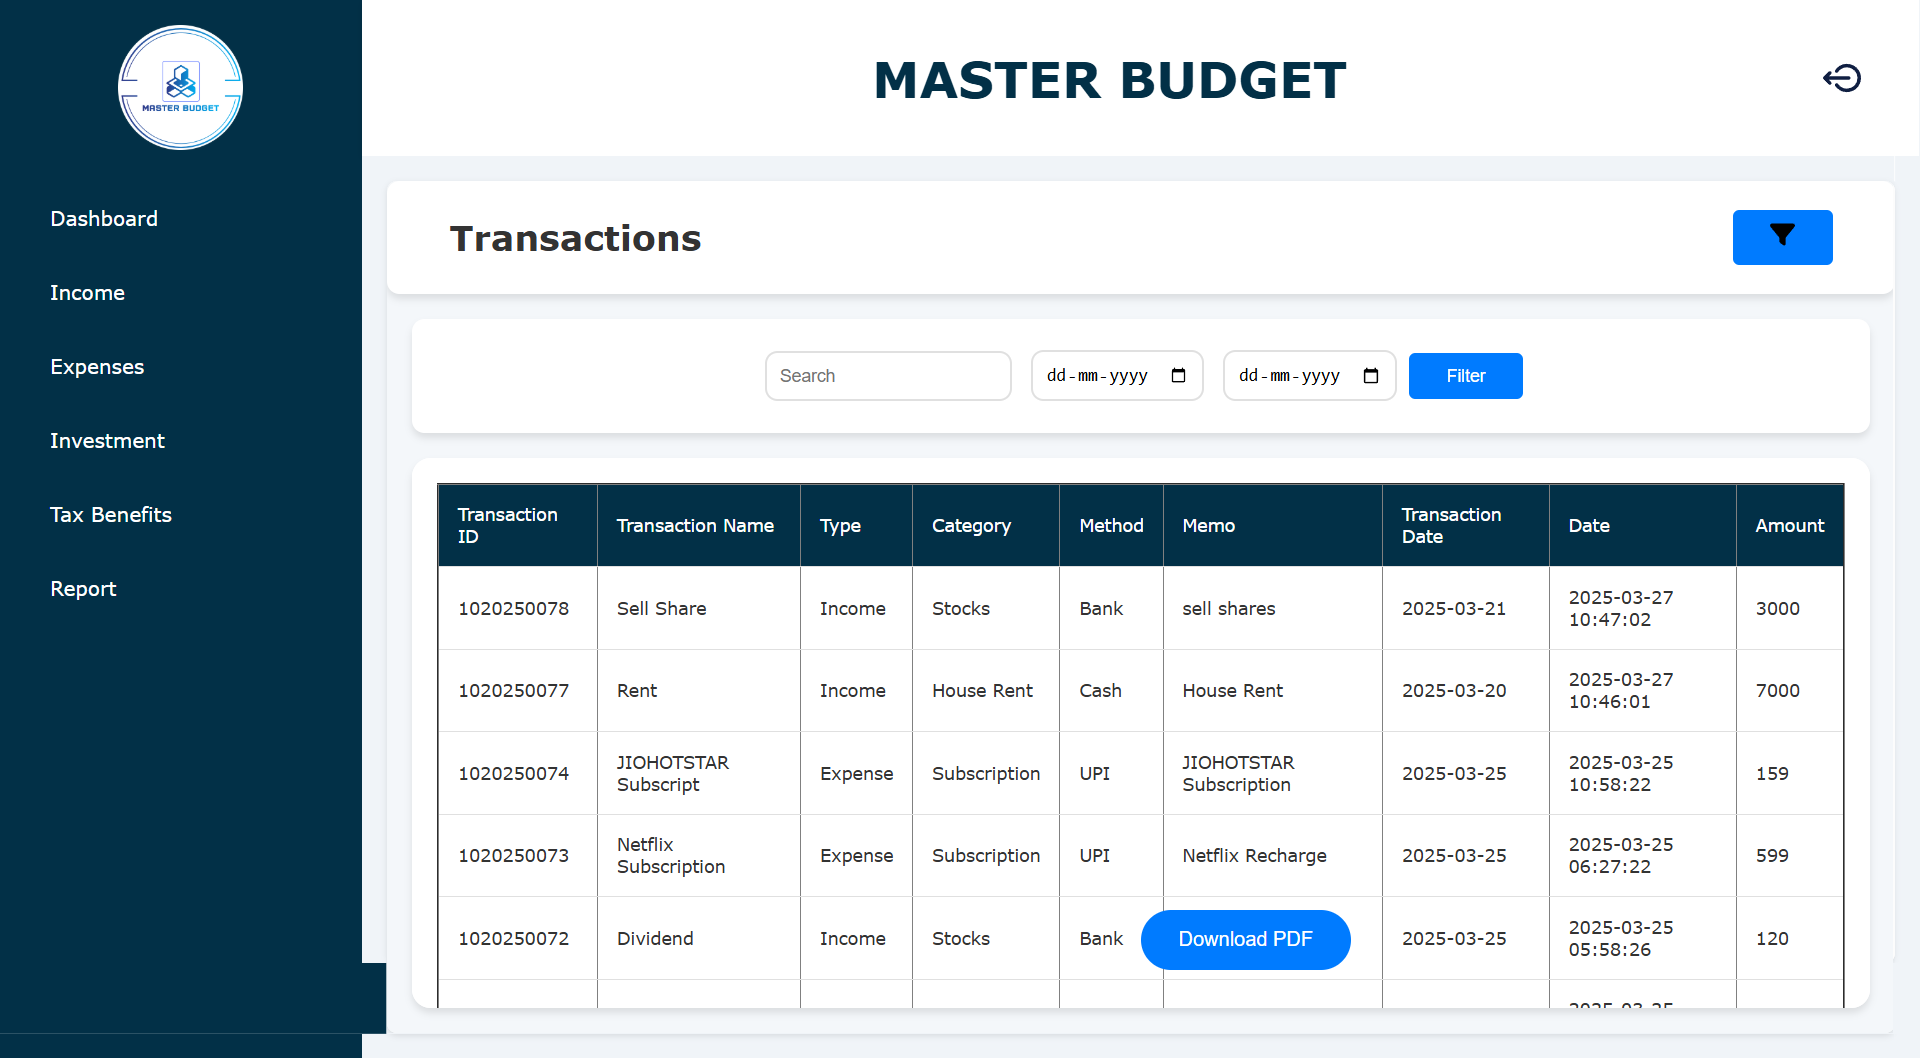 MASTER BUDGET
MASTER BUDGET
Dashboard
Income
Expenses
Investment
Tax Benefits
Report
Transactions
Search
dd-mm-yyyy
dd-mm-yyyy
Filter
Transaction ID Transaction Name Type Category Method Memo Transaction Date Date Amount
1020250078 Sell Share Income Stocks Bank sell shares 2025-03-21 2025-03-27 10:47:02 3000
1020250077 Rent Income House Rent Cash House Rent 2025-03-20 2025-03-27 10:46:01 7000
1020250074 JIOHOTSTAR Subscript Expense Subscription UPI JIOHOTSTAR Subscription 2025-03-25 2025-03-25 10:58:22 159
1020250073 Netflix Subscription Expense Subscription UPI Netflix Recharge 2025-03-25 2025-03-25 06:27:22 599
1020250072 Dividend Income Stocks Bank 2025-03-25 2025-03-25 05:58:26 120
Download PDF